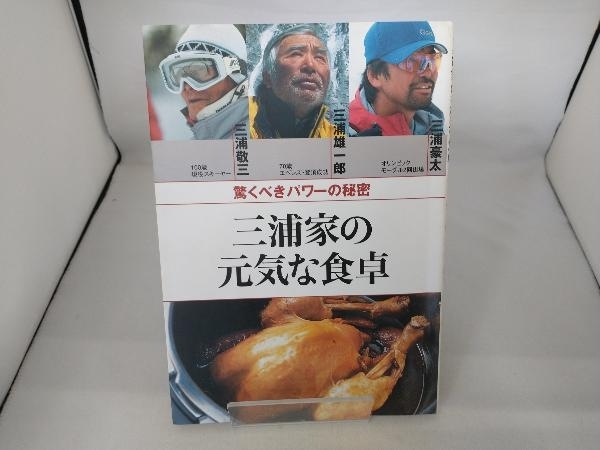 三浦敬三
100歳
現役スキーヤー
三浦雄一郎
70歳
エベレスト登頂成功
三浦豪太
オリンピック
モーグル2回出場
驚くべきパワーの秘密
三浦家の
元気な食卓